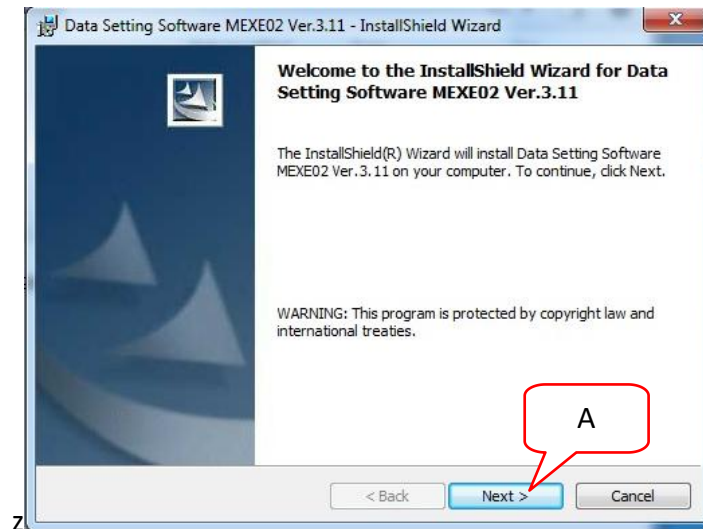 Data Setting Software MEXE02 Ver.3.11 - InstallShield Wizard
x
Welcome to the InstallShield Wizard for Data
Setting Software MEXE02 Ver.3.11
The InstallShield(R) Wizard will install Data Setting Software
MEXE02 Ver.3.11 on your computer. To continue, click Next.
WARNING: This program is protected by copyright law and
international treaties.
A
< Back Next > Cancel
z